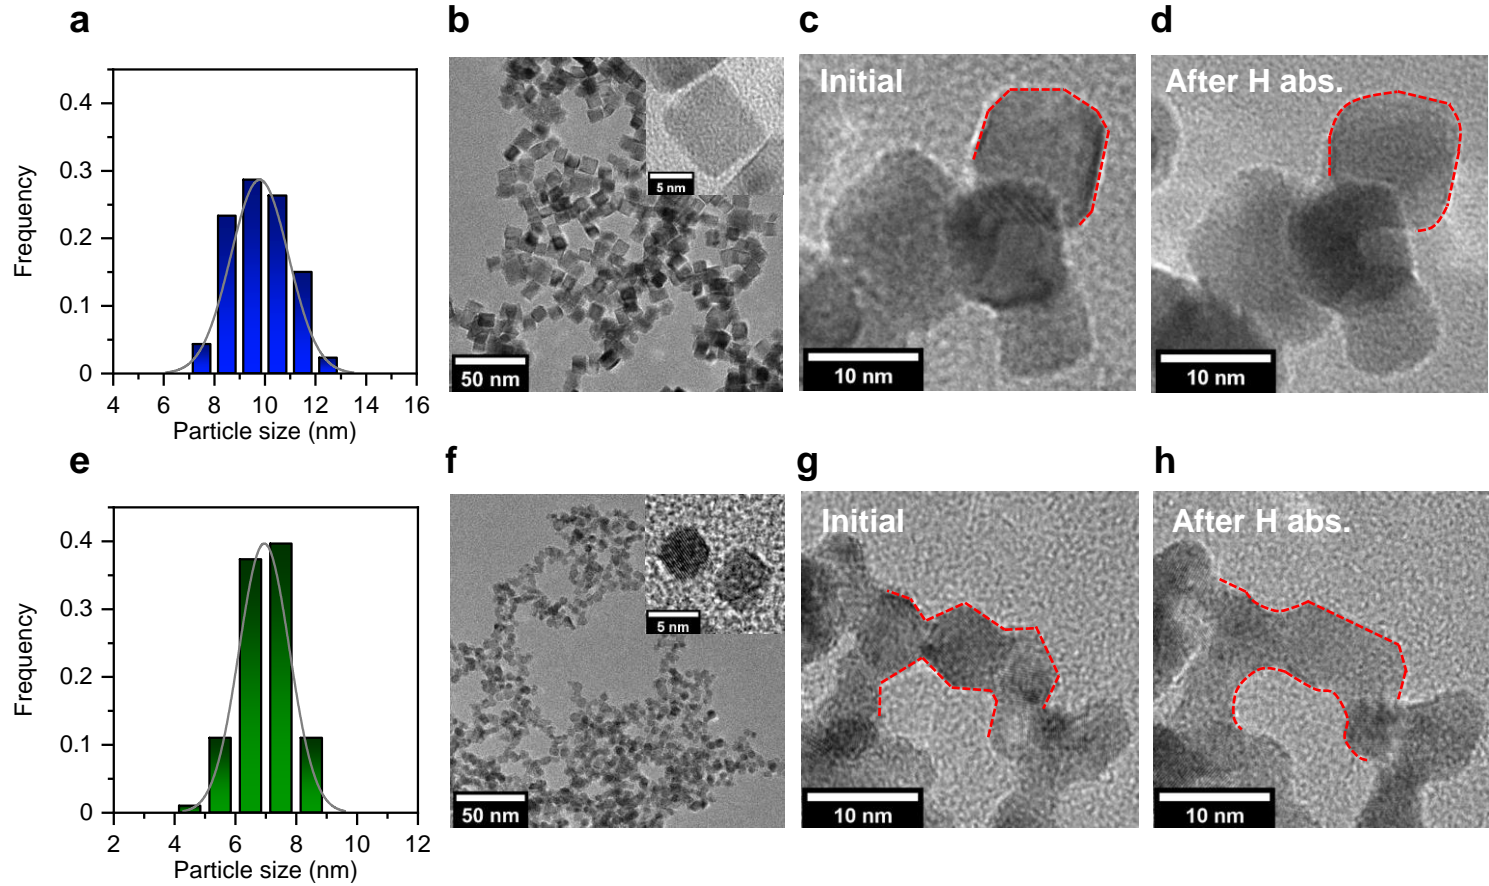 a
b
c
d
0.4
0.3
0.2
0.1
0
Frequency
4 6 8 10 12 14 16
Particle size (nm)
5 nm
50 nm
Initial
10 nm
After H abs.
10 nm
e
f
g
h
0.4
0.3
0.2
0.1
0
Frequency
2 4 6 8 10 12
Particle size (nm)
5 nm
50 nm
Initial
10 nm
After H abs.
10 nm